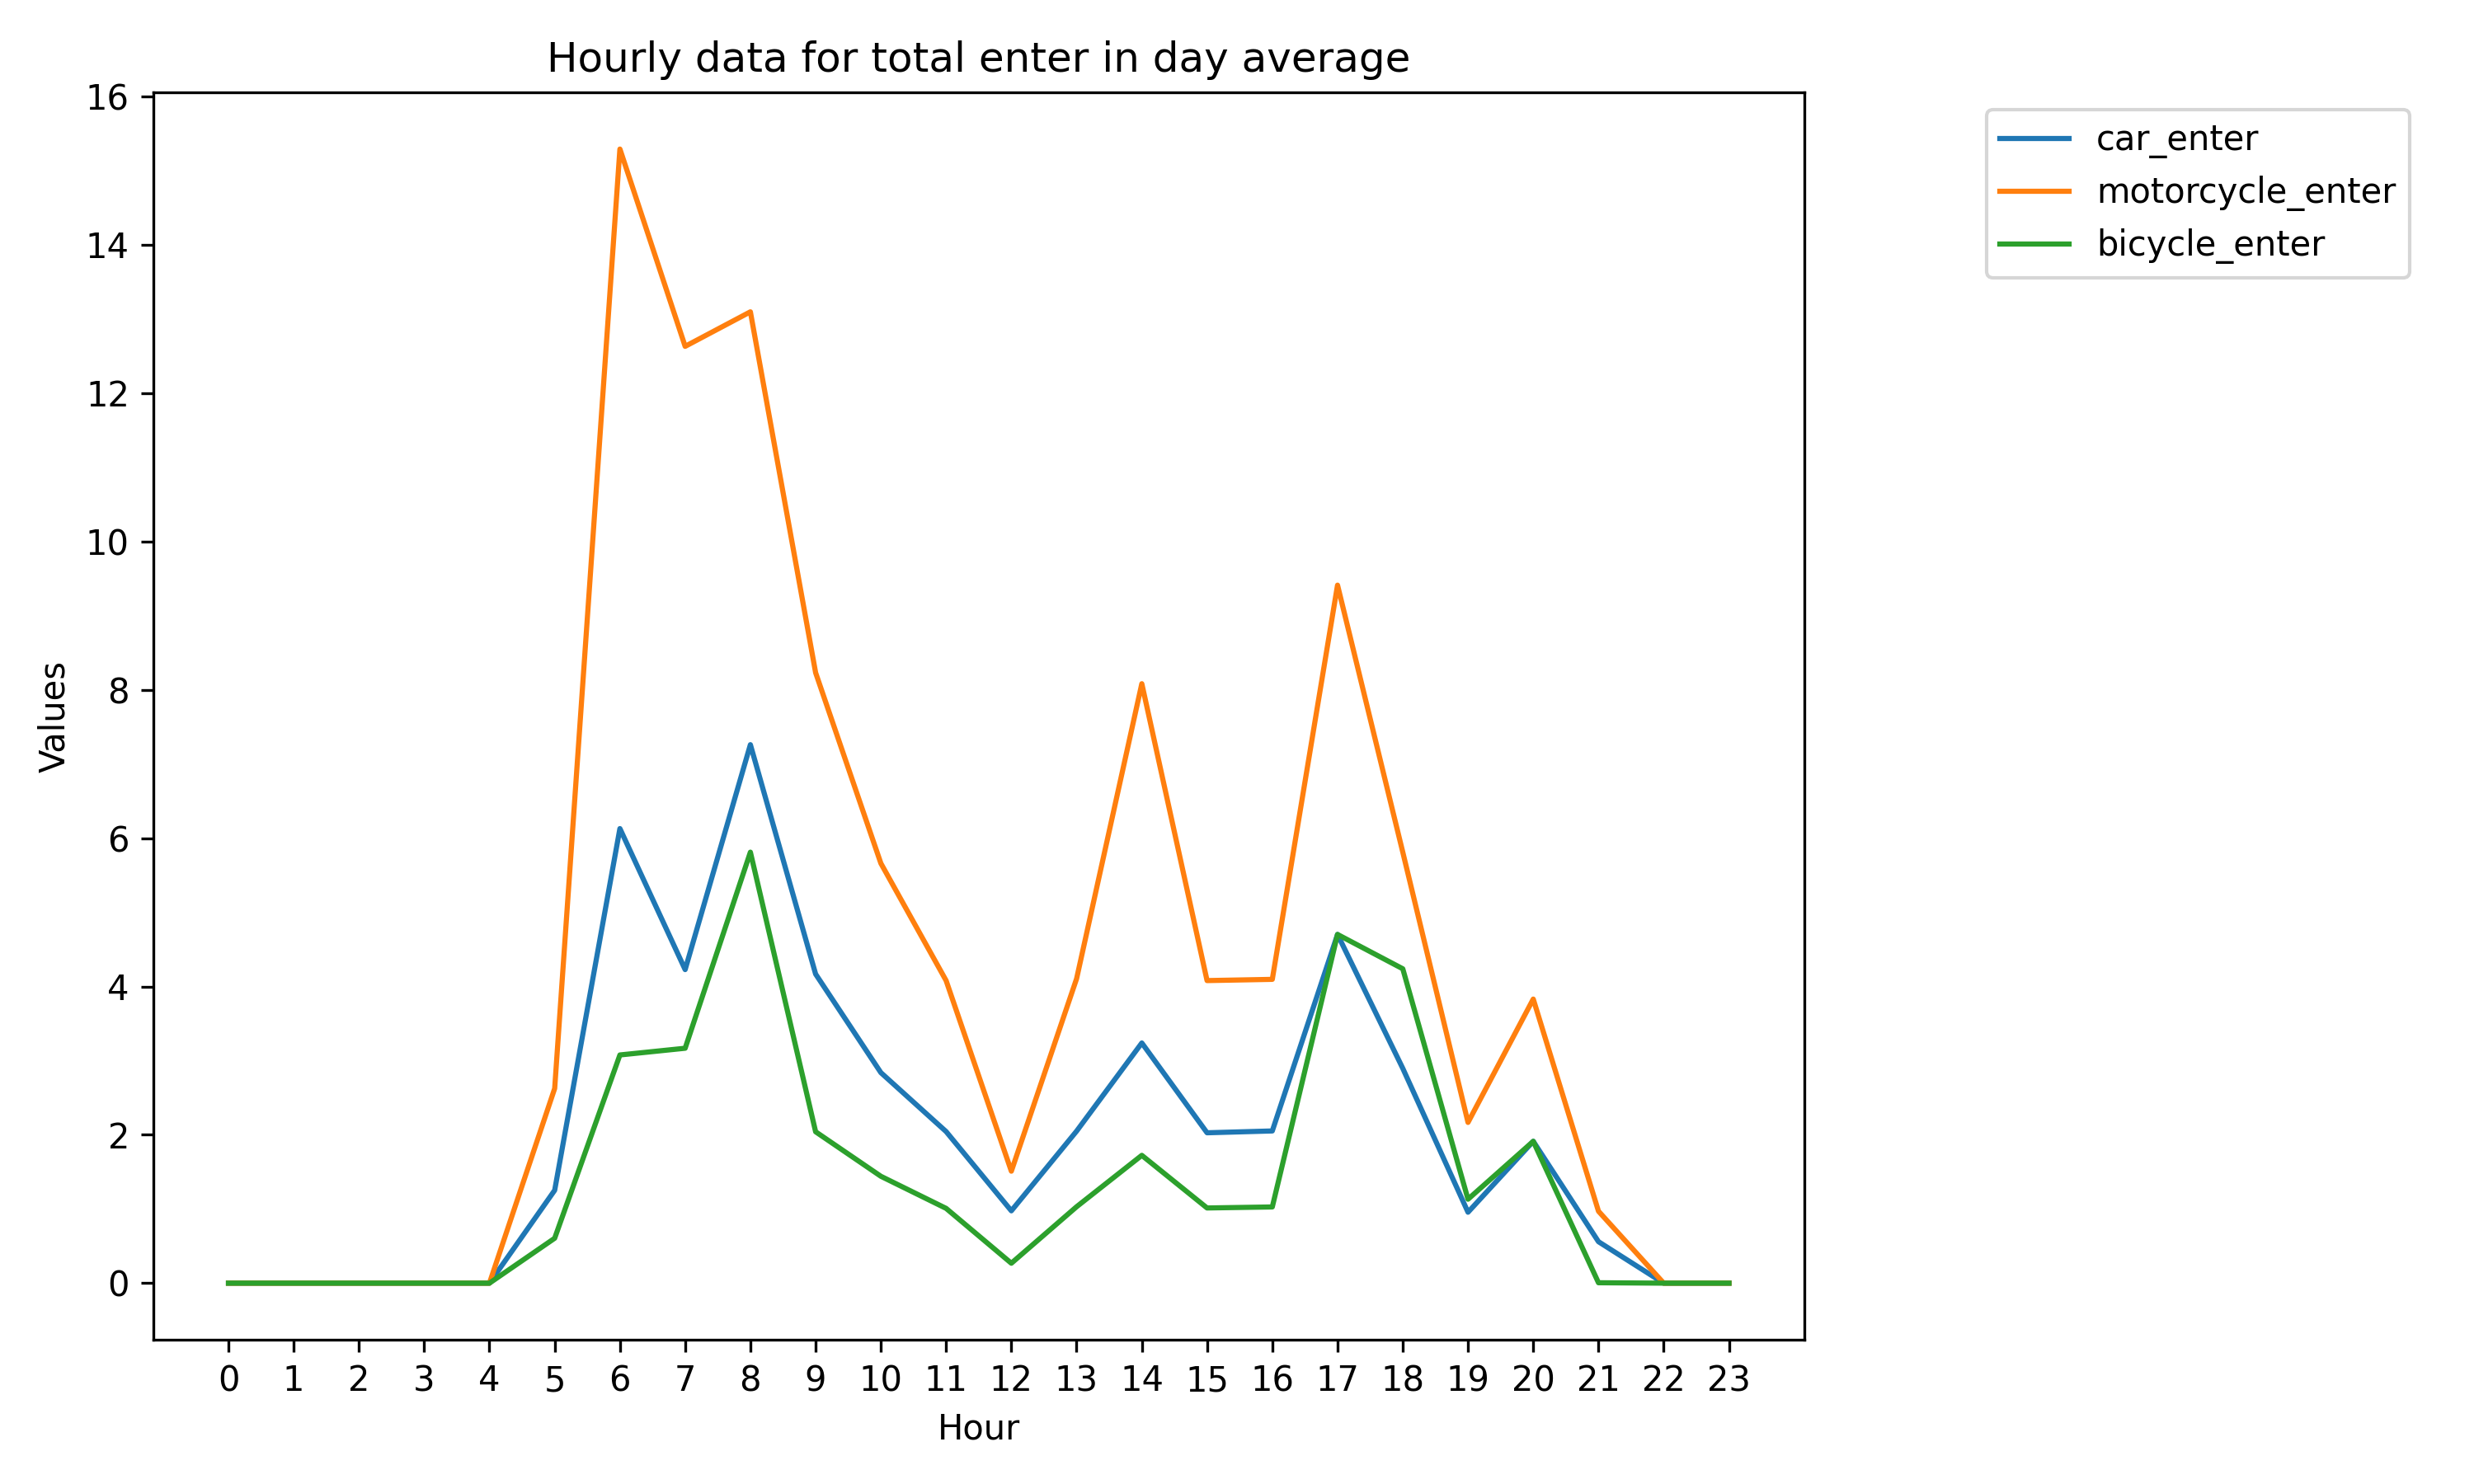 Hourly data for total enter in day average
car_enter
motorcycle_enter
bicycle_enter
16
14
12
10
8
6
4
2
0
Values
0 1 2 3 4 5 6 7 8 9 10 11 12 13 14 15 16 17 18 19 20 21 22 23
Hour